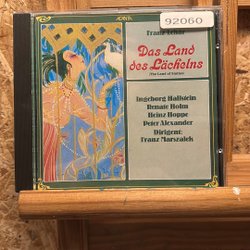 92060
Franz Lehár
Das Land
des Lächelns
(The Land of Smiles)
Ingeborg Hallstein
Renate Holm
Heinz Hoppe
Peter Alexander
Dirigent:
Franz Marszalek